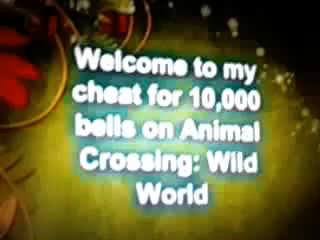 Welcome to my
cheat for 10,000
bells on Animal
Crossing: Wild
World